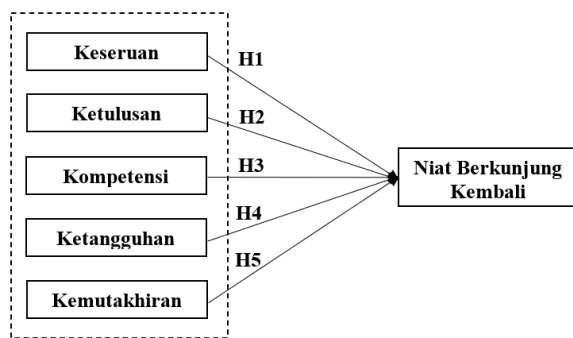 Keseruan
H1
Ketulusan
H2
Kompetensi
H3
Niat Berkunjung
Kembali
Ketangguhan
H4
Kemutakhiran
H5